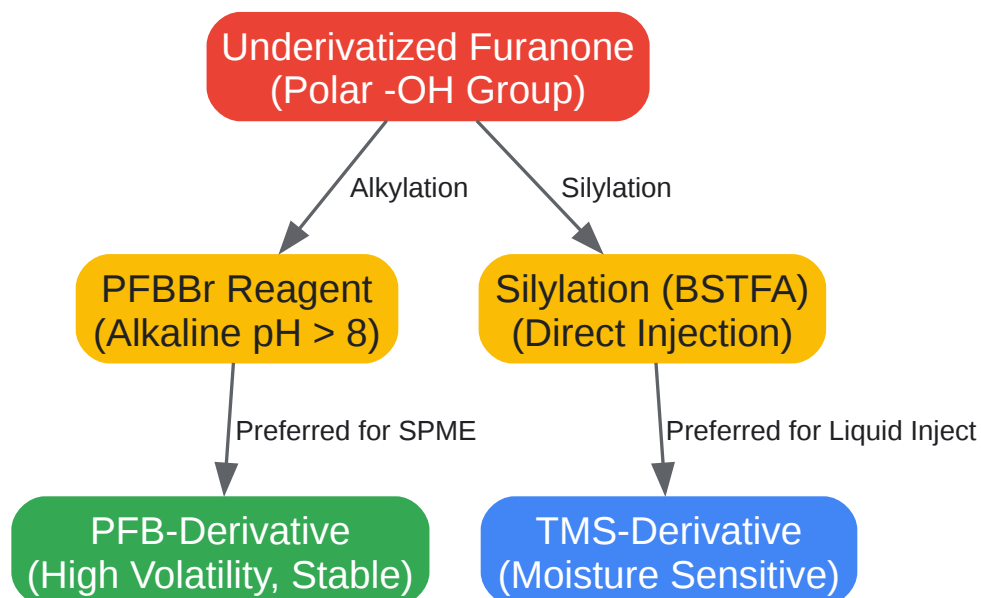 Underivatized Furanone
(Polar -OH Group)
Alkylation
Silylation
PFBBr Reagent
(Alkaline pH > 8)
Silylation (BSTFA)
(Direct Injection)
Preferred for SPME
Preferred for Liquid Inject
PFB-Derivative
(High Volatility, Stable)
TMS-Derivative
(Moisture Sensitive)